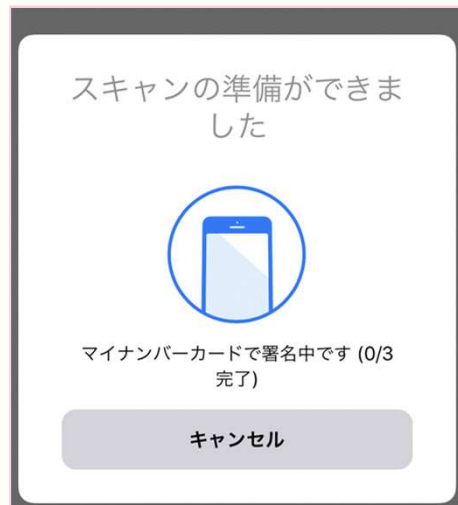 スキャンの準備ができま
した
マイナンバーカードで署名中です (0/3
完了)
キャンセル